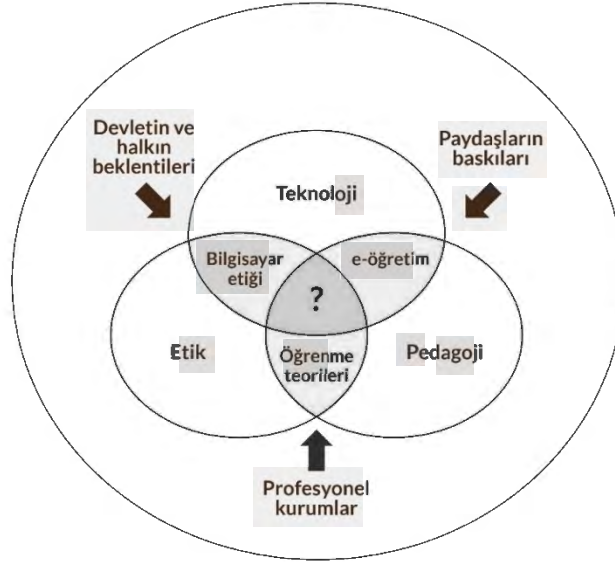 Devletin ve
halkın
beklentileri
Paydaşların
baskıları
Teknoloji
Bilgisayar
etiği
e-öğretim
?
Etik
Öğrenme
teorileri
Pedagoji
Profesyonel
kurumlar